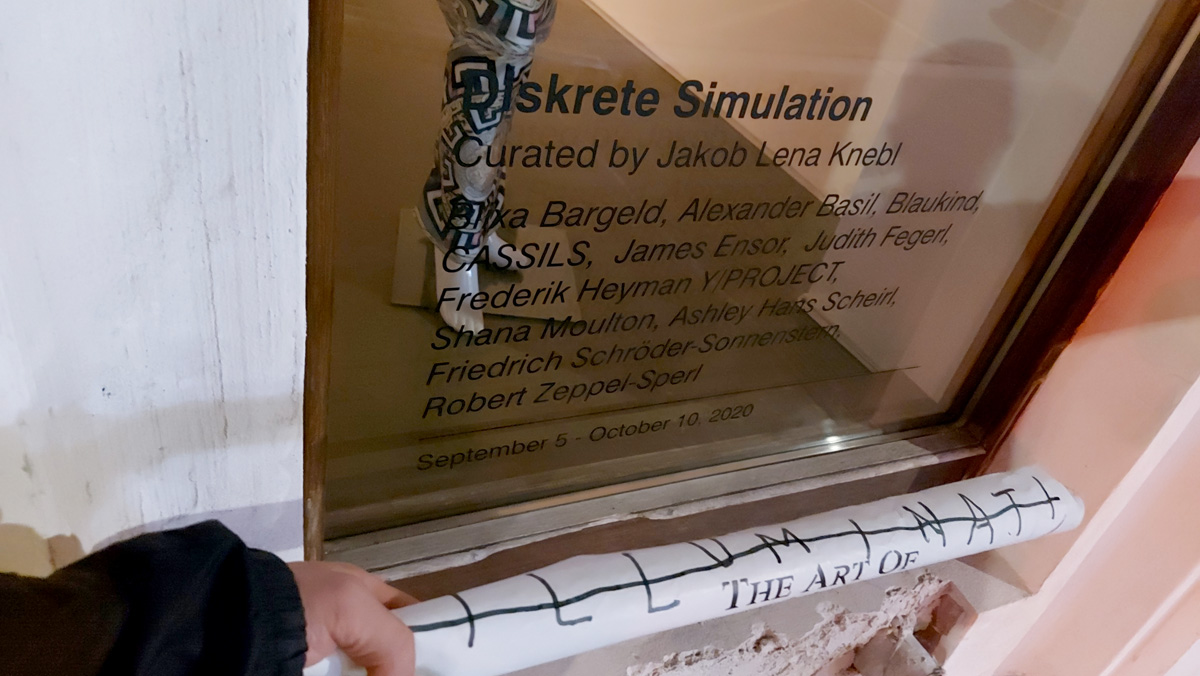 Diskrete Simulation
Curated by Jakob Lena Knebl
Blixa Bargeld, Alexander Basil, Blaukind,
CASSILS, James Ensor, Judith Fegerl,
Frederik Heyman Y/PROJECT,
Shana Moulton, Ashley Hans Scheirl,
Friedrich Schröder-Sonnenstern,
Robert Zeppel-Sperl
September 5 - October 10, 2020
ILLUMINATI
THE ART OF